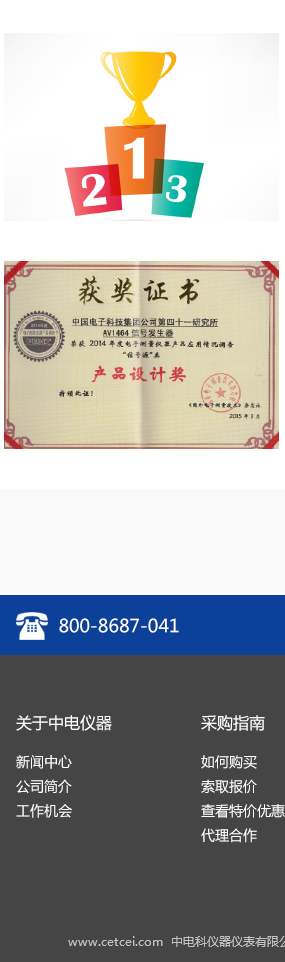 1
2
3
获奖证书
中国电子科技集团公司第四十一研究所
AV1464 信号发生器
荣获 2014 年度电子测量仪器产品应用情况调查
“信号源”类
产品设计奖
特颁此证！
《国外电子测量技术》杂志社
2015 年 1 月
800-8687-041
关于中电仪器
采购指南
新闻中心
如何购买
公司简介
索取报价
工作机会
查看特价优惠
代理合作
www.cetcei.com 中电科仪器仪表有限